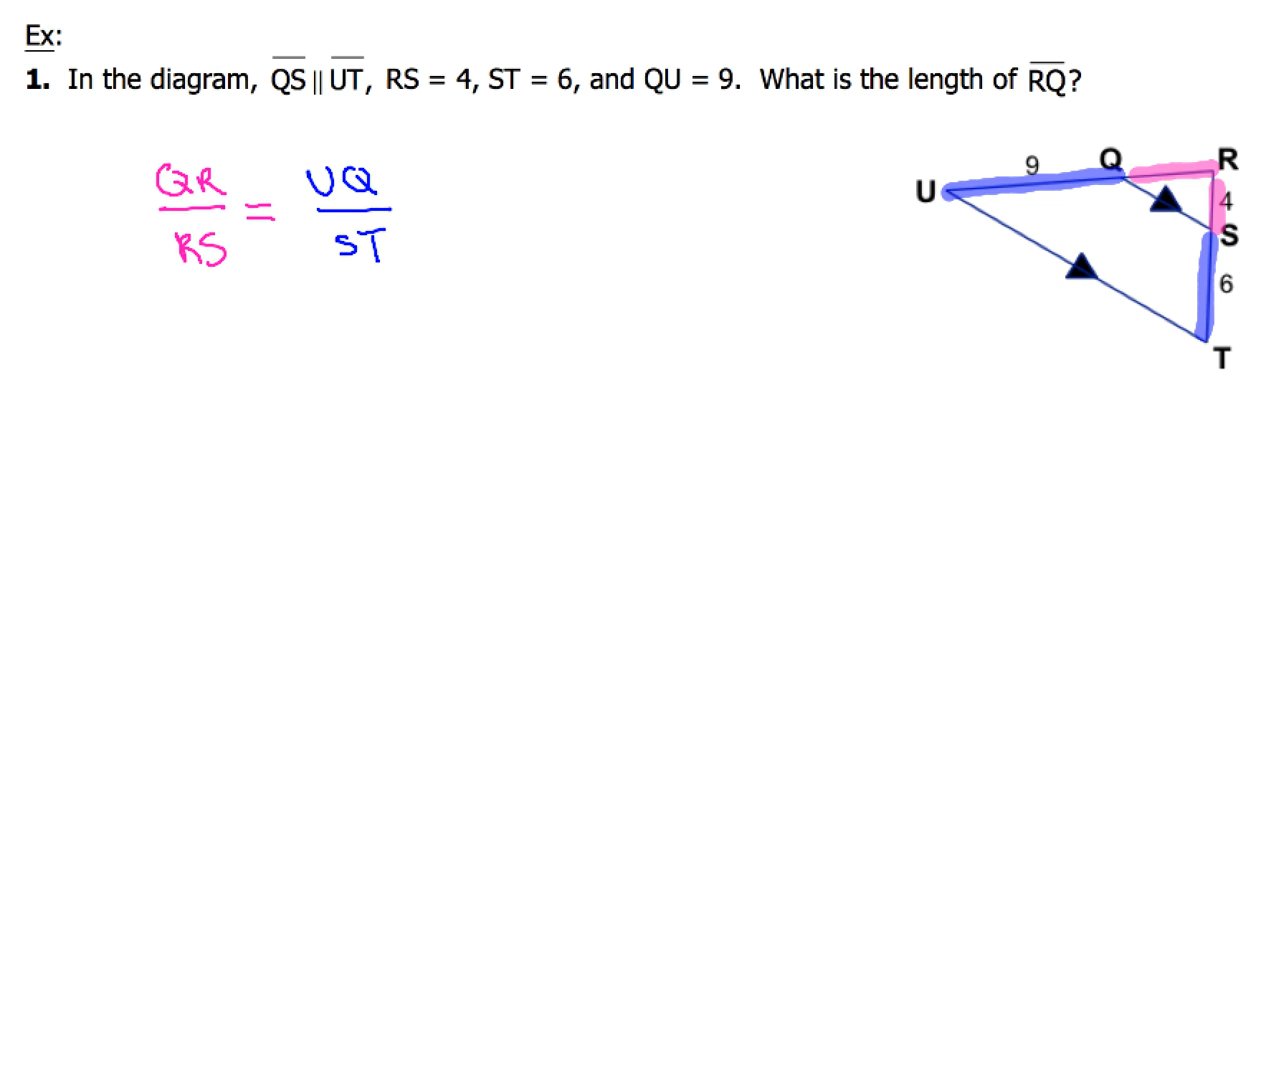 Ex:
1. In the diagram, QS || UT, RS = 4, ST = 6, and QU = 9. What is the length of RQ?
QR / RS = UQ / ST
U
9
Q
R
4
S
6
T